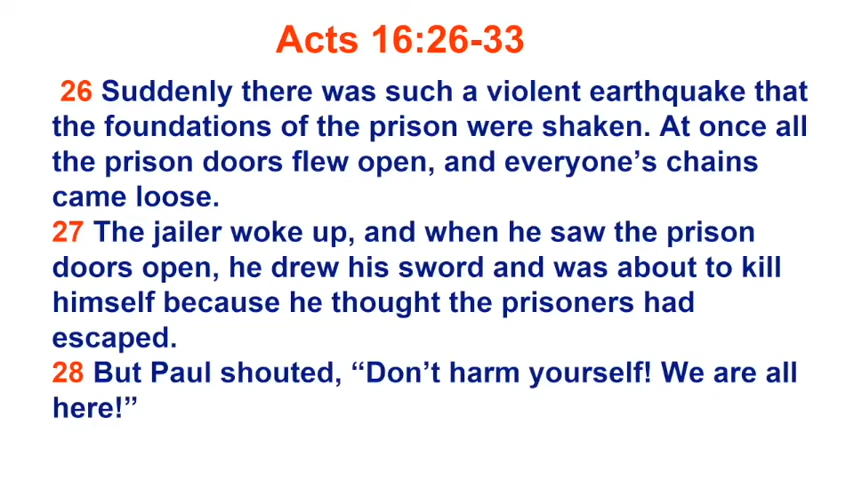 Acts 16:26-33
26 Suddenly there was such a violent earthquake that
the foundations of the prison were shaken. At once all
the prison doors flew open, and everyone’s chains
came loose.
27 The jailer woke up, and when he saw the prison
doors open, he drew his sword and was about to kill
himself because he thought the prisoners had
escaped.
28 But Paul shouted, “Don’t harm yourself! We are all
here!”